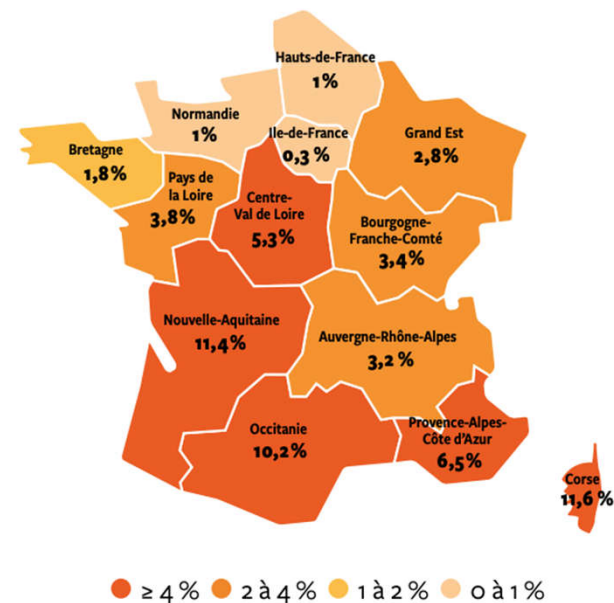 Hauts-de-France
1%
Normandie
1%
Ile-de-France
0,3 %
Grand Est
2,8%
Bretagne
1,8%
Pays de
la Loire
3,8%
Centre-
Val de Loire
5,3%
Bourgogne-
Franche-Comté
3,4%
Nouvelle-Aquitaine
11,4%
Auvergne-Rhône-Alpes
3,2 %
Occitanie
10,2%
Provence-Alpes-
Côte d'Azur
6,5%
Corse
11,6 %
≥ 4 % 2 à 4 % 1 à 2 % 0 à 1 %